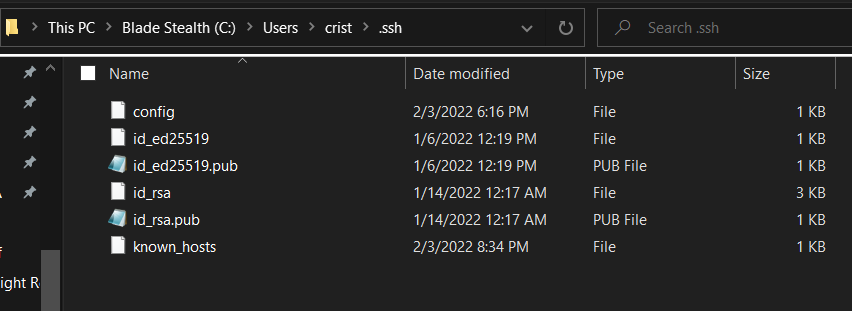 This PC > Blade Stealth (C:) > Users > crist > .ssh
Search .ssh
Name Date modified Type Size
config 2/3/2022 6:16 PM File 1 KB
id_ed25519 1/6/2022 12:19 PM File 1 KB
id_ed25519.pub 1/6/2022 12:19 PM PUB File 1 KB
id_rsa 1/14/2022 12:17 AM File 3 KB
id_rsa.pub 1/14/2022 12:17 AM PUB File 1 KB
known_hosts 2/3/2022 8:34 PM File 1 KB
ight R